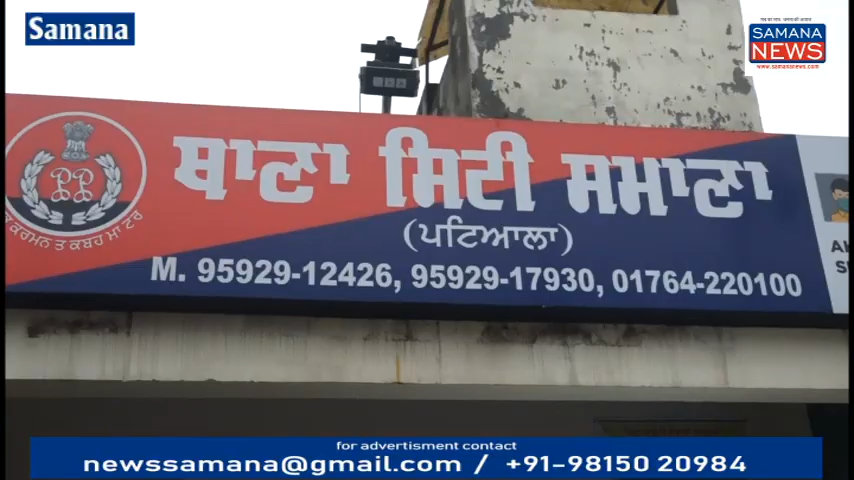 Samana
SAMANA
NEWS
www.samananews.com
ਥਾਣਾ ਸਿਟੀ ਸਮਾਣਾ
(ਪਟਿਆਲਾ)
M. 95929-12426, 95929-17930, 01764-220100
PP
for advertisment contact
newssamana@gmail.com / +91-98150 20984